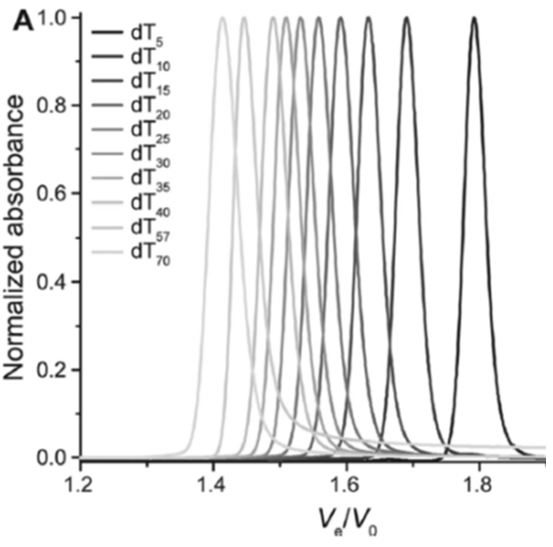 A
1.0
0.8
0.6
0.4
0.2
0.0
Normalized absorbance
dT5
dT10
dT15
dT20
dT25
dT30
dT35
dT40
dT57
dT70
1.2 1.4 1.6 1.8
Ve/V0